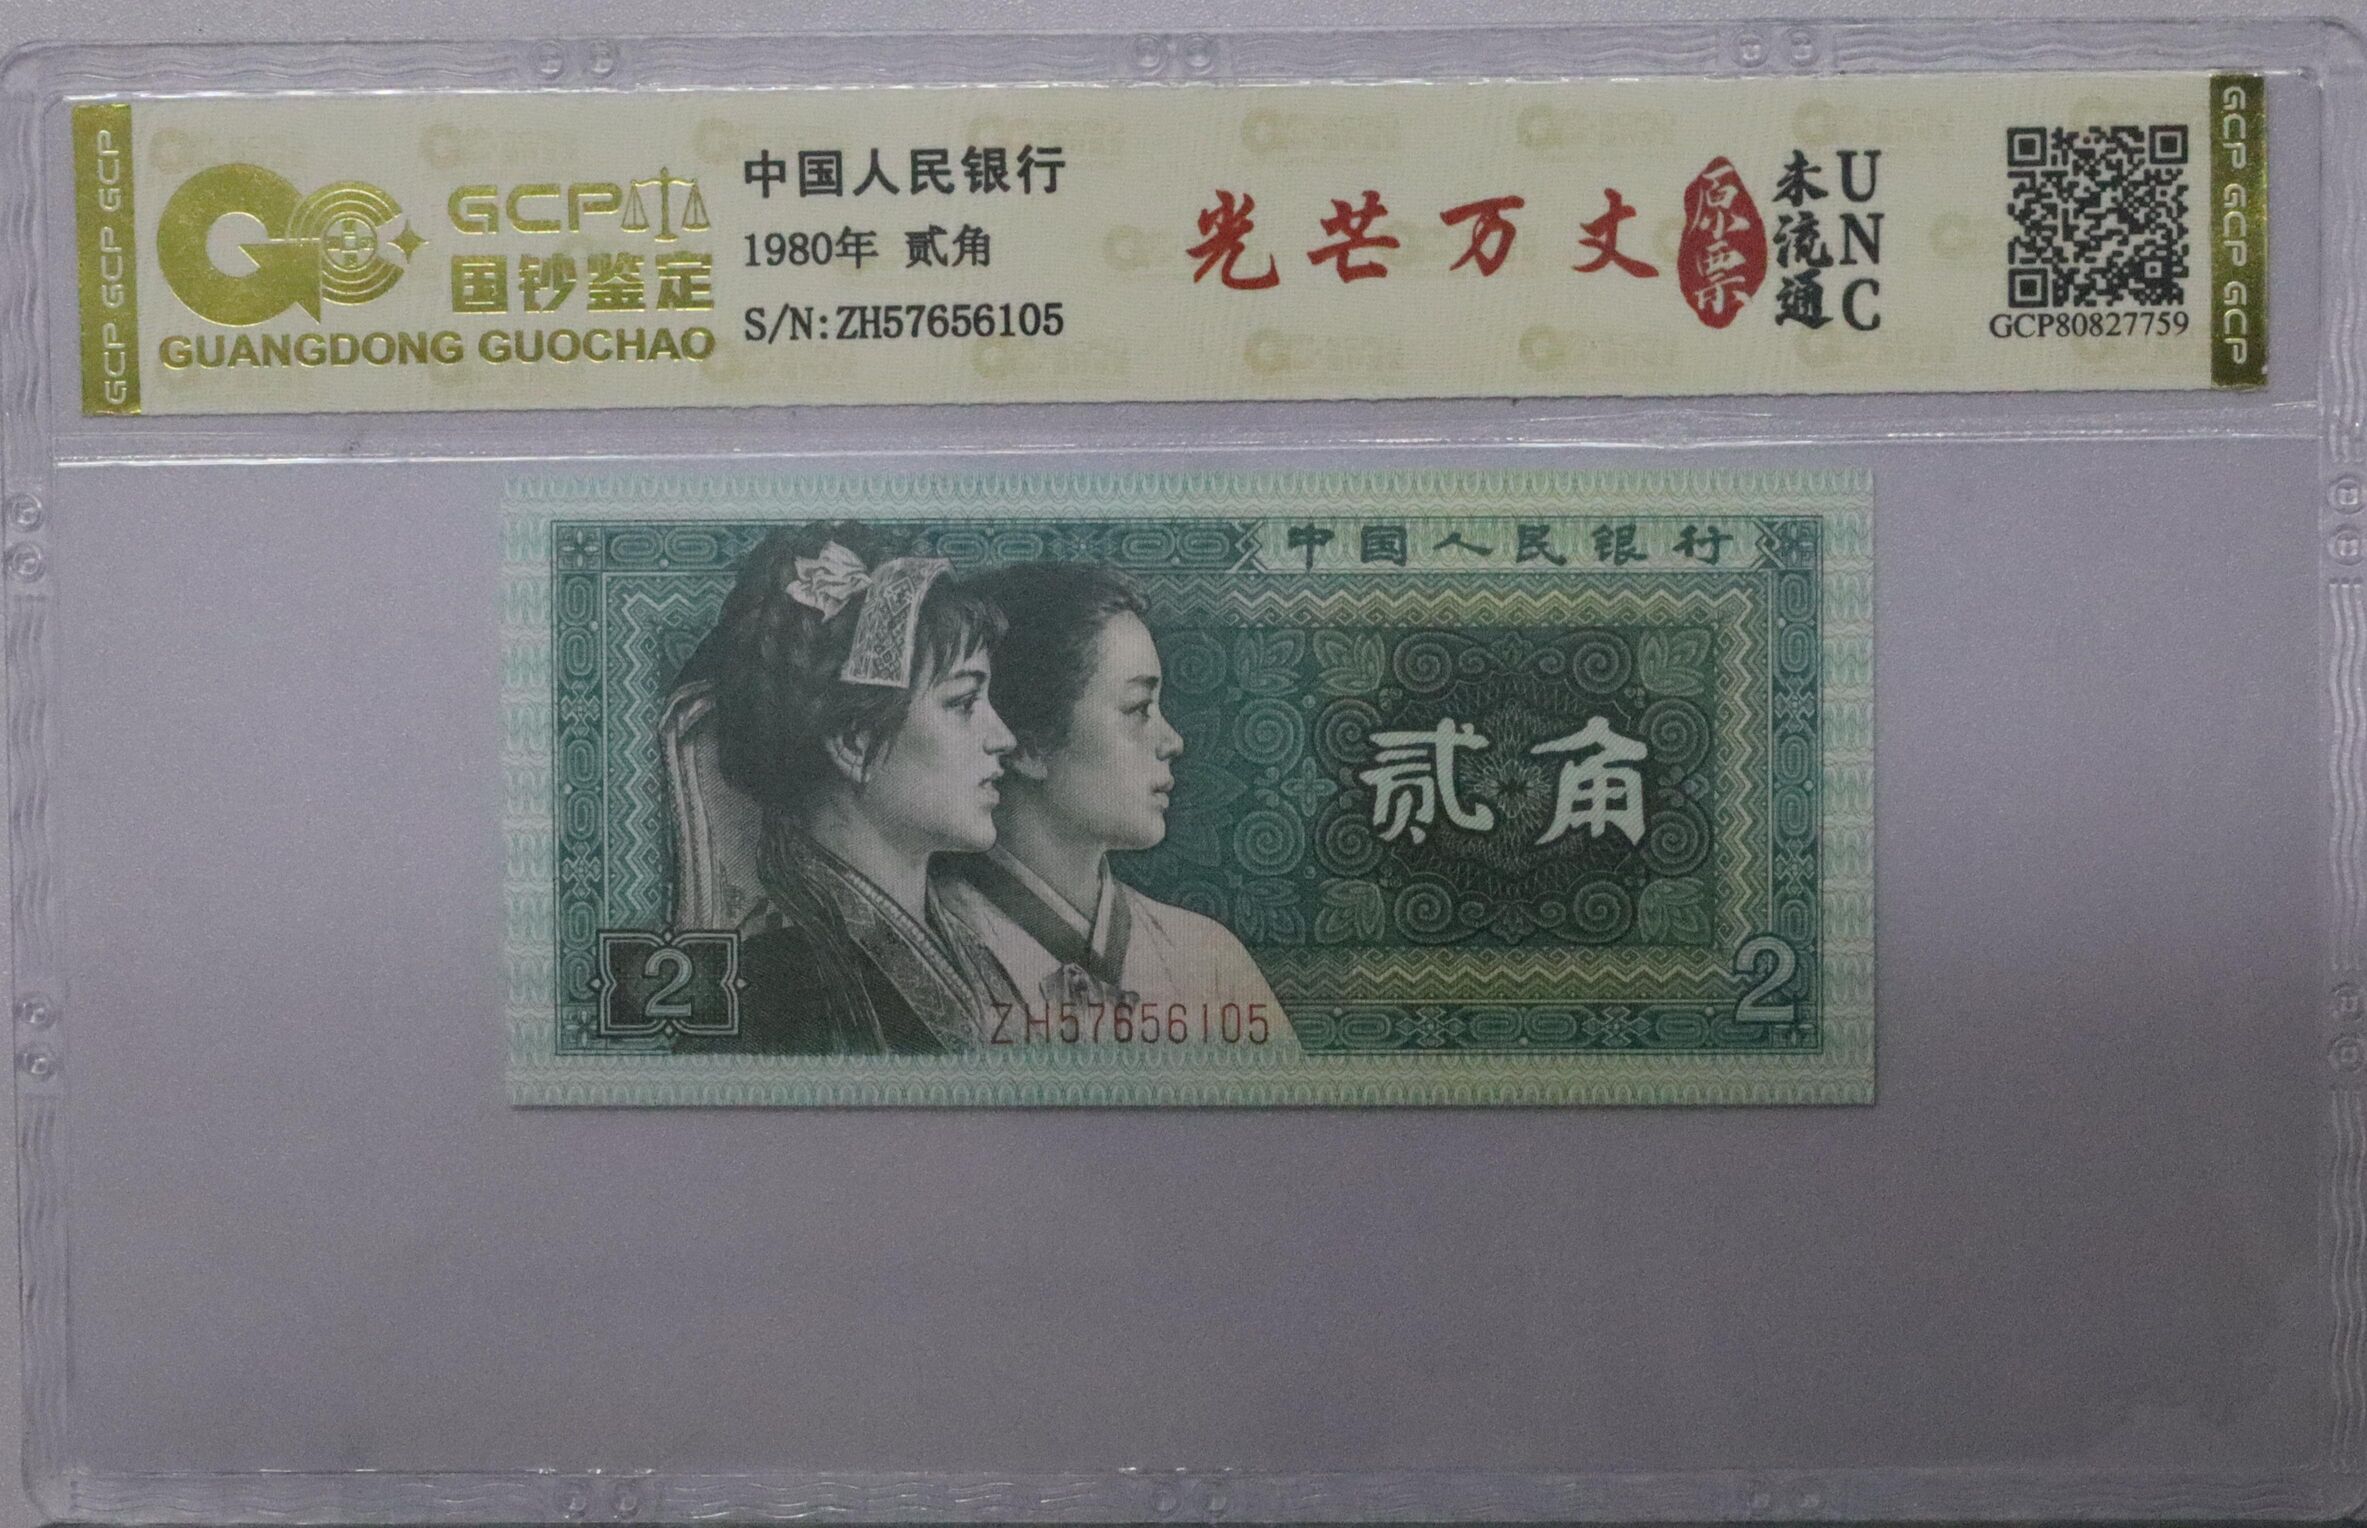 GCP GCP GCP
GCP
国钞鉴定
GUANGDONG GUOCHAO
中国人民银行
1980年 贰角
S/N:ZH57656105
光芒万丈
原票
未流通
UNC
GCP80827759
GCP GCP GCP
中国人民银行
贰角
2
ZH57656105
2